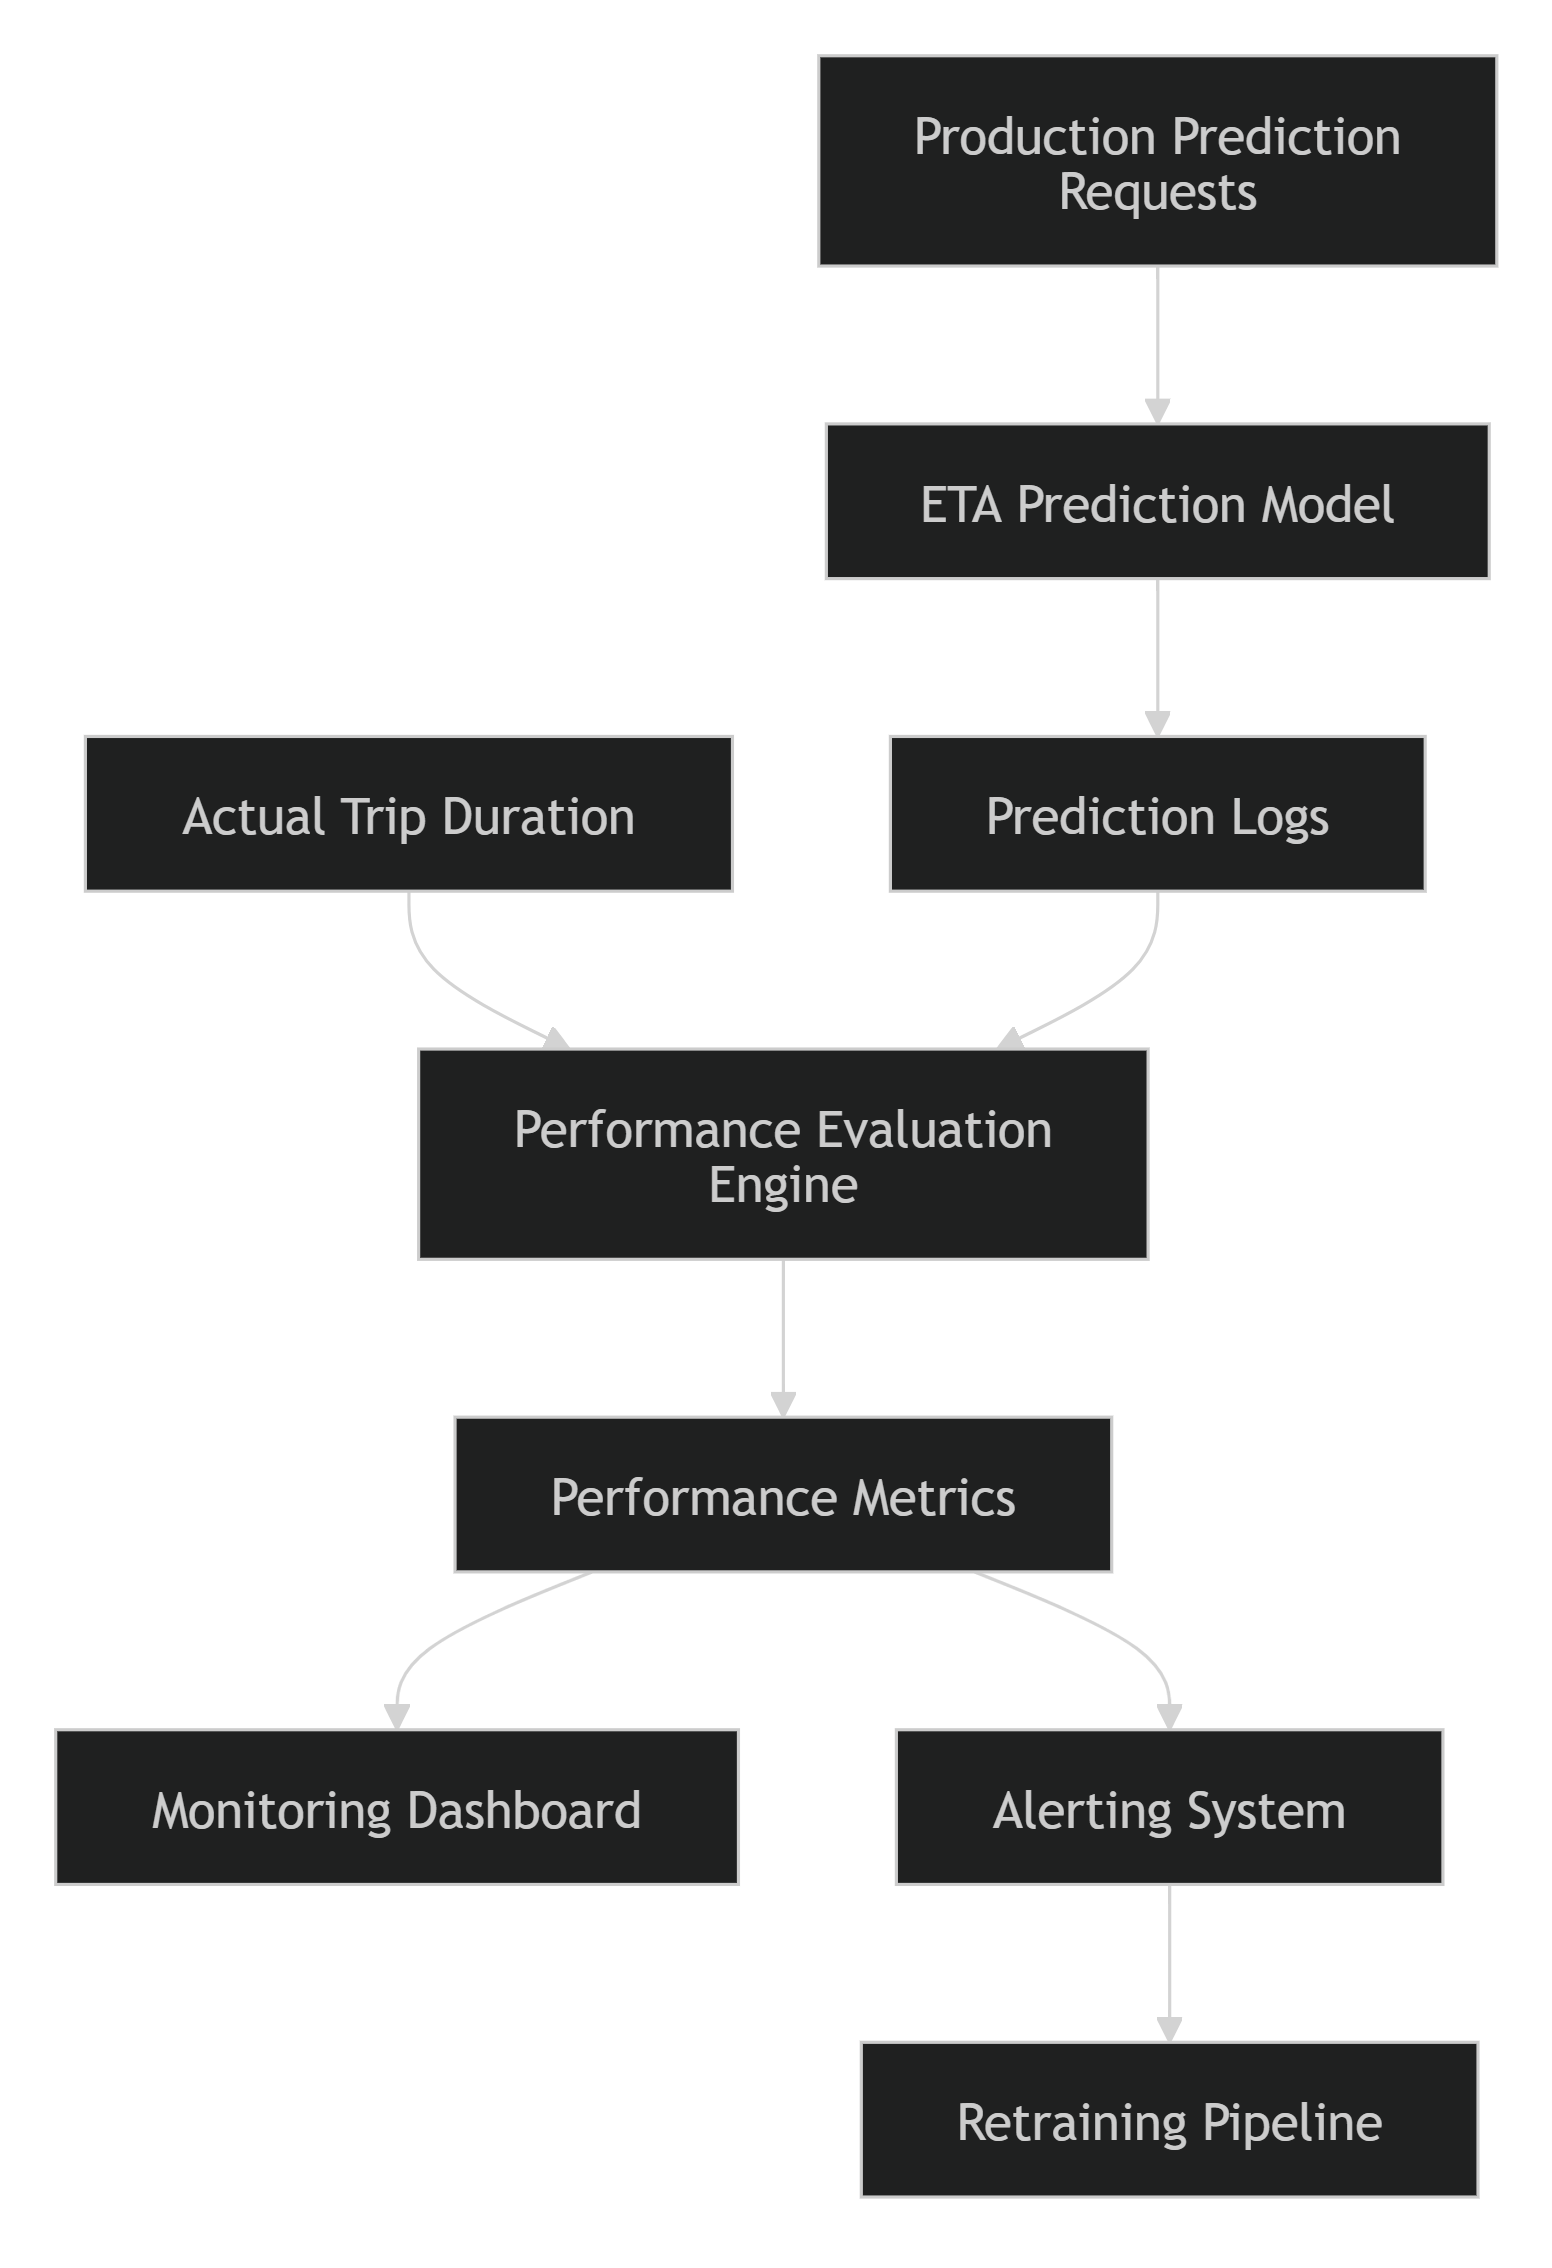 Production Prediction
Requests
ETA Prediction Model
Actual Trip Duration
Prediction Logs
Performance Evaluation
Engine
Performance Metrics
Monitoring Dashboard
Alerting System
Retraining Pipeline